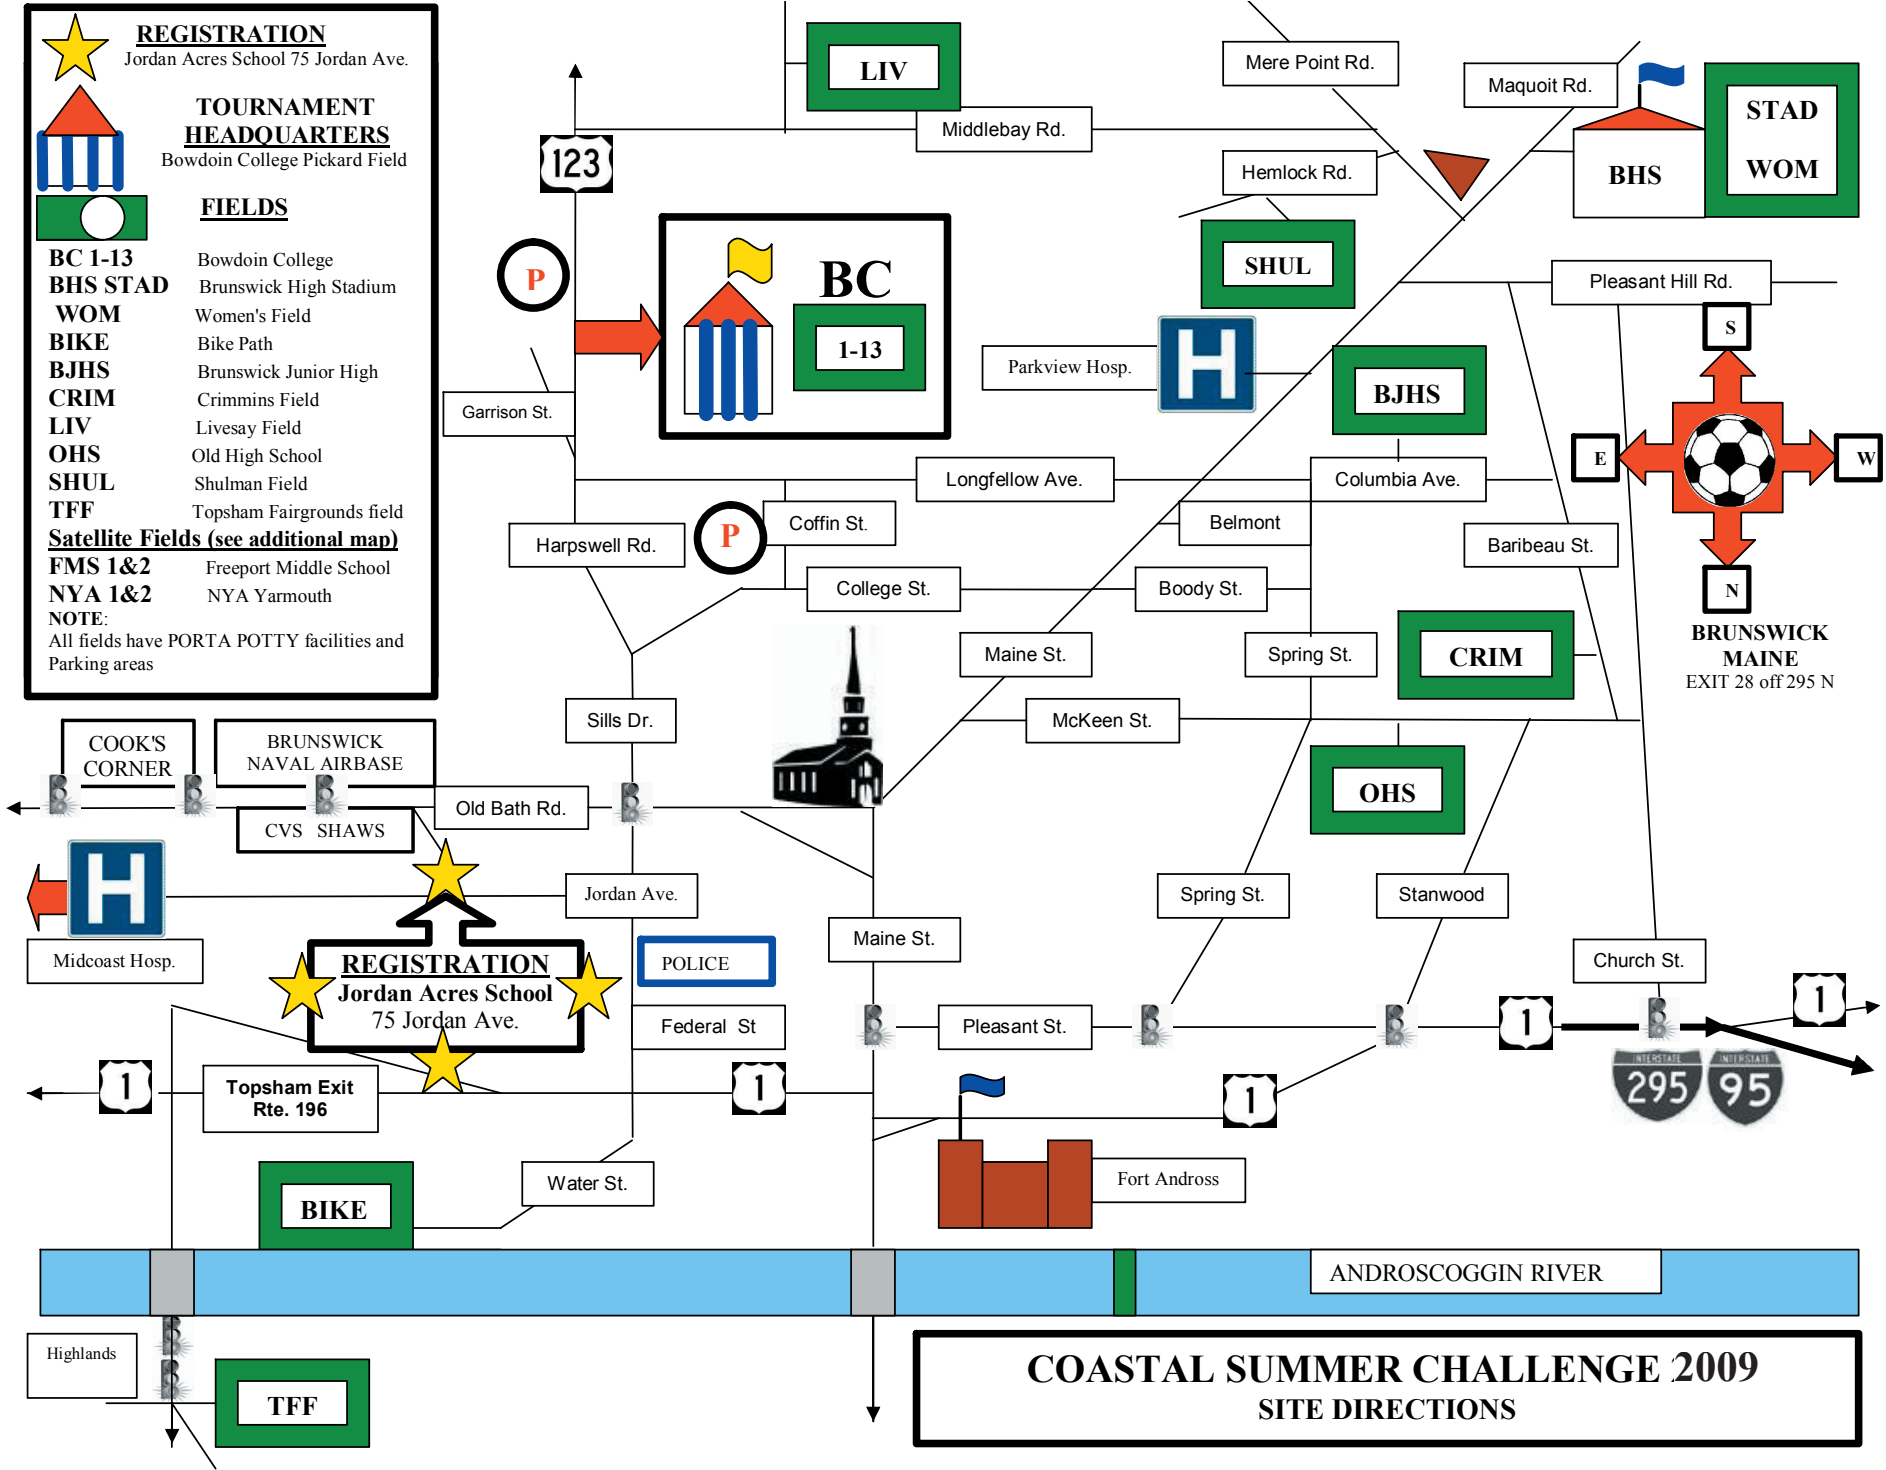 REGISTRATION
Jordan Acres School 75 Jordan Ave.
TOURNAMENT
HEADQUARTERS
Bowdoin College Pickard Field
FIELDS
BC 1-13 Bowdoin College
BHS STAD Brunswick High Stadium
WOM Women's Field
BIKE Bike Path
BJHS Brunswick Junior High
CRIM Crimmins Field
LIV Livesay Field
OHS Old High School
SHUL Shulman Field
TFF Topsham Fairgrounds field
Satellite Fields (see additional map)
FMS 1&2 Freeport Middle School
NYA 1&2 NYA Yarmouth
NOTE:
All fields have PORTA POTTY facilities and
Parking areas
LIV
Mere Point Rd.
Maquoit Rd.
STAD
WOM
BHS
Middlebay Rd.
123
Hemlock Rd.
SHUL
P
BC
1-13
Pleasant Hill Rd.
S
E
W
N
BRUNSWICK
MAINE
EXIT 28 off 295 N
Parkview Hosp.
H
BJHS
Garrison St.
Longfellow Ave.
Columbia Ave.
Coffin St.
P
Belmont
Harpswell Rd.
Baribeau St.
College St.
Boody St.
Maine St.
Spring St.
CRIM
Sills Dr.
McKeen St.
COOK'S
CORNER
BRUNSWICK
NAVAL AIRBASE
Old Bath Rd.
OHS
CVS SHAWS
H
Jordan Ave.
Spring St.
Stanwood
Midcoast Hosp.
Maine St.
Church St.
REGISTRATION
Jordan Acres School
75 Jordan Ave.
POLICE
Federal St
Pleasant St.
1
1
INTERSTATE
295
INTERSTATE
95
1
Topsham Exit
Rte. 196
1
1
Water St.
Fort Andross
BIKE
ANDROSCOGGIN RIVER
Highlands
TFF
COASTAL SUMMER CHALLENGE 2009
SITE DIRECTIONS